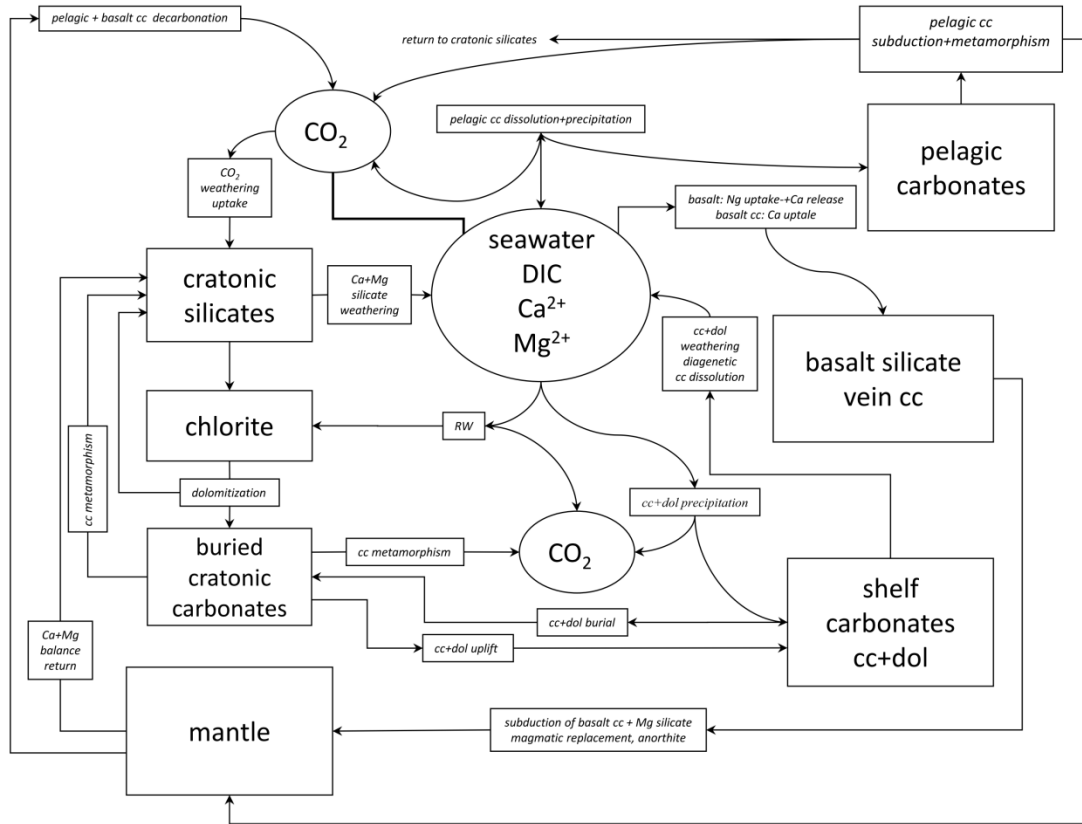 pelagic + basalt cc decarbonation
pelagic cc
subduction+metamorphism
return to cratonic silicates
CO2
pelagic cc dissolution+precipitation
pelagic
carbonates
CO2
weathering
uptake
basalt: Ng uptake-+Ca release
basalt cc: Ca uptale
seawater
DIC
Ca2+
Mg2+
cratonic
silicates
Ca+Mg
silicate
weathering
cc+dol
weathering
diagenetic
cc dissolution
basalt silicate
vein cc
chlorite
RW
cc metamorphism
dolomitization
cc+dol precipitation
buried
cratonic
carbonates
cc metamorphism
CO2
shelf
carbonates
cc+dol
cc+dol burial
Ca+Mg
balance
return
cc+dol uplift
mantle
subduction of basalt cc + Mg silicate
magmatic replacement, anorthite